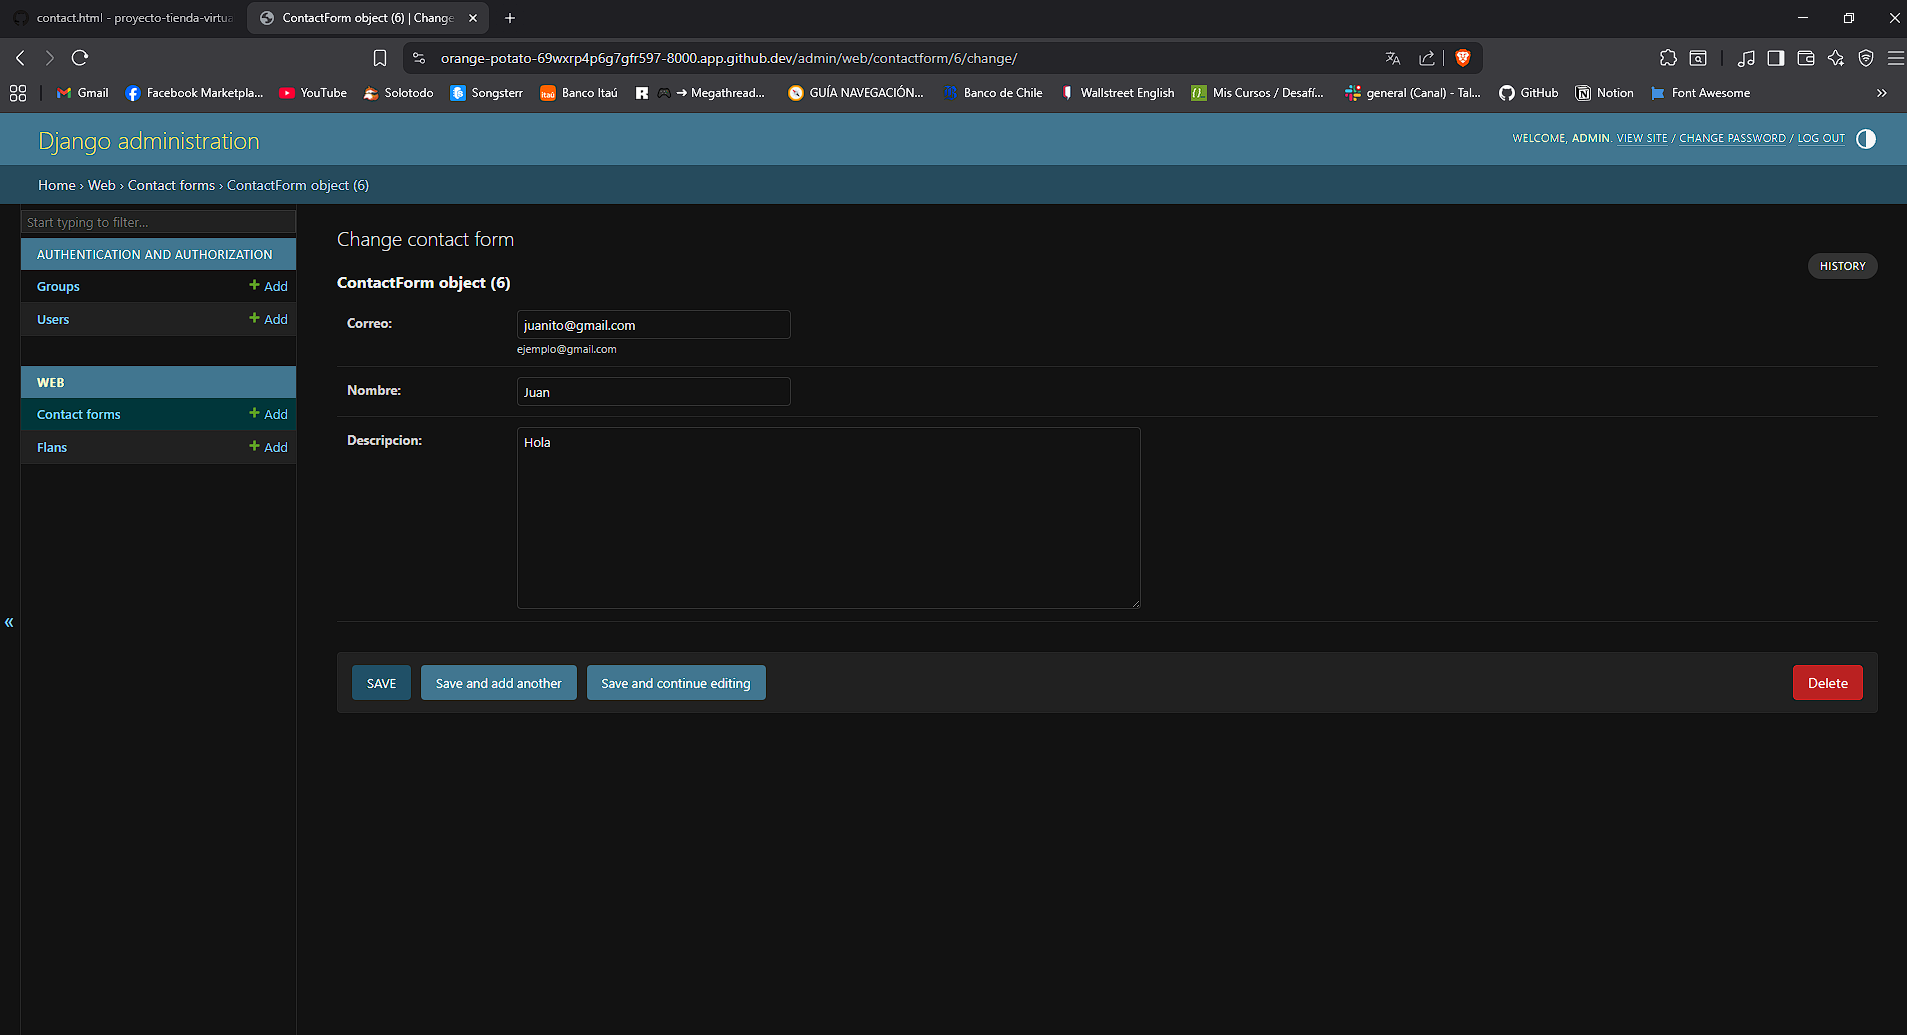 contact.html - proyecto-tienda-virtua
ContactForm object (6) | Change
orange-potato-69wxrp4p6g7gfr597-8000.app.github.dev/admin/web/contactform/6/change/
Gmail Facebook Marketpla... YouTube Solotodo Songsterr Banco Itaú → Megathread... GUÍA NAVEGACIÓN... Banco de Chile Wallstreet English Mis Cursos / Desafí... general (Canal) - Tal... GitHub Notion Font Awesome
Django administration
WELCOME, ADMIN. VIEW SITE / CHANGE PASSWORD / LOG OUT
Home › Web › Contact forms › ContactForm object (6)
Start typing to filter...
AUTHENTICATION AND AUTHORIZATION
Groups + Add
Users + Add
WEB
Contact forms + Add
Flans + Add
«
Change contact form
HISTORY
ContactForm object (6)
Correo: juanito@gmail.com
ejemplo@gmail.com
Nombre: Juan
Descripcion: Hola
SAVE Save and add another Save and continue editing Delete